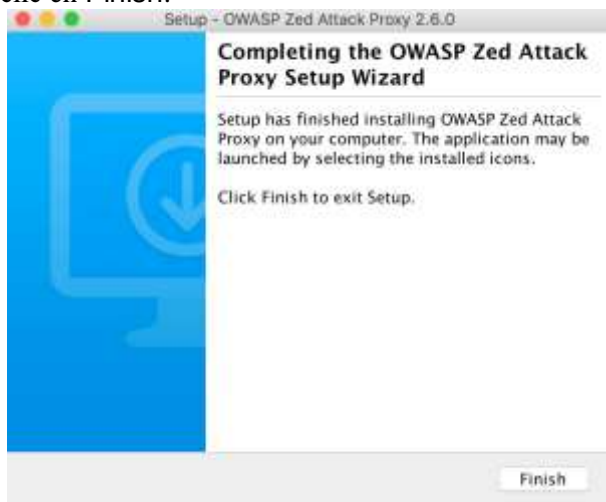 Finish.
Setup - OWASP Zed Attack Proxy 2.6.0
Completing the OWASP Zed Attack
Proxy Setup Wizard
Setup has finished installing OWASP Zed Attack
Proxy on your computer. The application may be
launched by selecting the installed icons.
Click Finish to exit Setup.
Finish